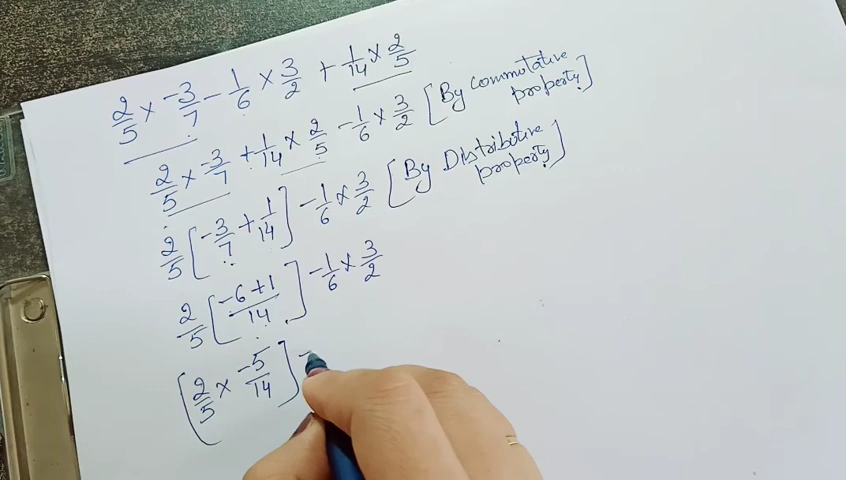 2/5 × -3/7 - 1/6 × 3/2 + 1/14 × 2/5
2/5 × -3/7 + 1/14 × 2/5 - 1/6 × 3/2 [By commutative property]
2/5 [-3/7 + 1/14] - 1/6 × 3/2 [By Distributive property]
2/5 [-6+1/14] - 1/6 × 3/2
[2/5 × -5/14] -